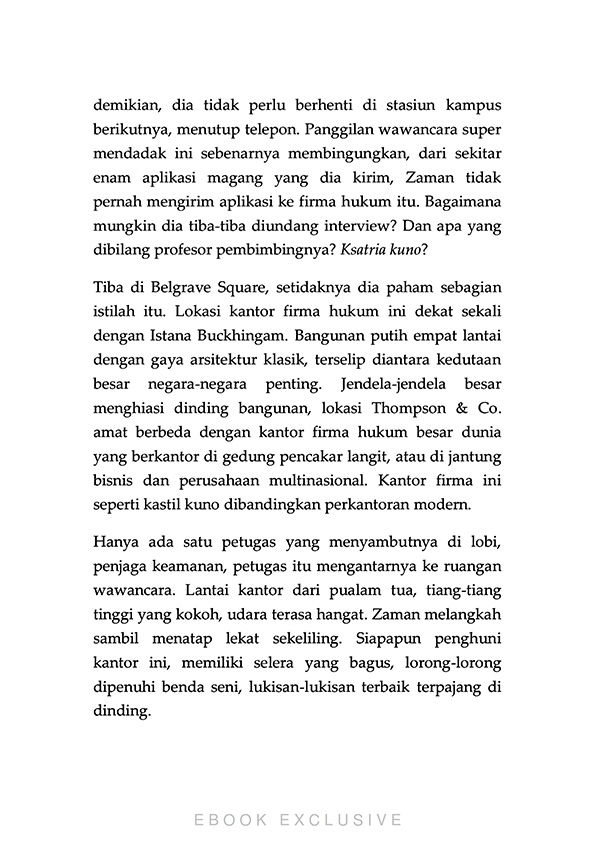 demikian, dia tidak perlu berhenti di stasiun kampus
berikutnya, menutup telepon. Panggilan wawancara super
mendadak ini sebenarnya membingungkan, dari sekitar
enam aplikasi magang yang dia kirim, Zaman tidak
pernah mengirim aplikasi ke firma hukum itu. Bagaimana
mungkin dia tiba-tiba diundang interview? Dan apa yang
dibilang profesor pembimbingnya? Ksatria kuno?
Tiba di Belgrave Square, setidaknya dia paham sebagian
istilah itu. Lokasi kantor firma hukum ini dekat sekali
dengan Istana Buckhingam. Bangunan putih empat lantai
dengan gaya arsitektur klasik, terselip diantara kedutaan
besar negara-negara penting. Jendela-jendela besar
menghiasi dinding bangunan, lokasi Thompson & Co.
amat berbeda dengan kantor firma hukum besar dunia
yang berkantor di gedung pencakar langit, atau di jantung
bisnis dan perusahaan multinasional. Kantor firma ini
seperti kastil kuno dibandingkan perkantoran modern.
Hanya ada satu petugas yang menyambutnya di lobi,
penjaga keamanan, petugas itu mengantarnya ke ruangan
wawancara. Lantai kantor dari pualam tua, tiang-tiang
tinggi yang kokoh, udara terasa hangat. Zaman melangkah
sambil menatap lekat sekeliling. Siapapun penghuni
kantor ini, memiliki selera yang bagus, lorong-lorong
dipenuhi benda seni, lukisan-lukisan terbaik terpajang di
dinding.
EBOOK EXCLUSIVE